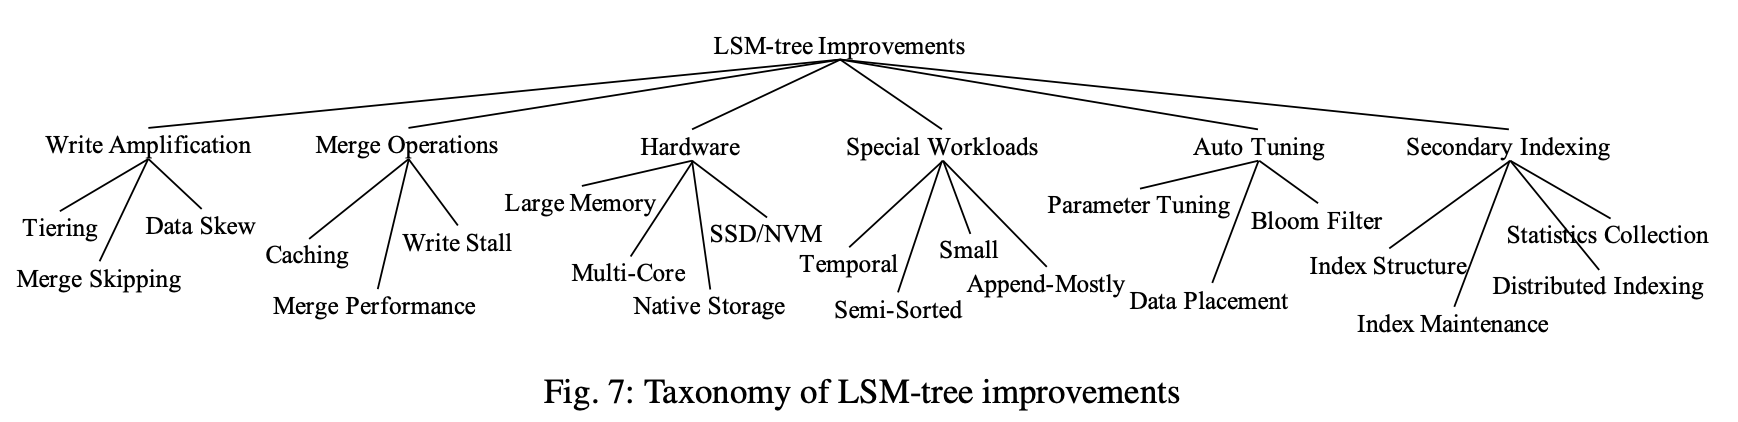 LSM-tree Improvements
Write Amplification
Merge Operations
Hardware
Special Workloads
Auto Tuning
Secondary Indexing
Tiering
Merge Skipping
Data Skew
Caching
Merge Performance
Write Stall
Large Memory
Multi-Core
Native Storage
SSD/NVM
Temporal
Semi-Sorted
Small
Append-Mostly
Parameter Tuning
Data Placement
Bloom Filter
Index Structure
Index Maintenance
Distributed Indexing
Statistics Collection
Fig. 7: Taxonomy of LSM-tree improvements